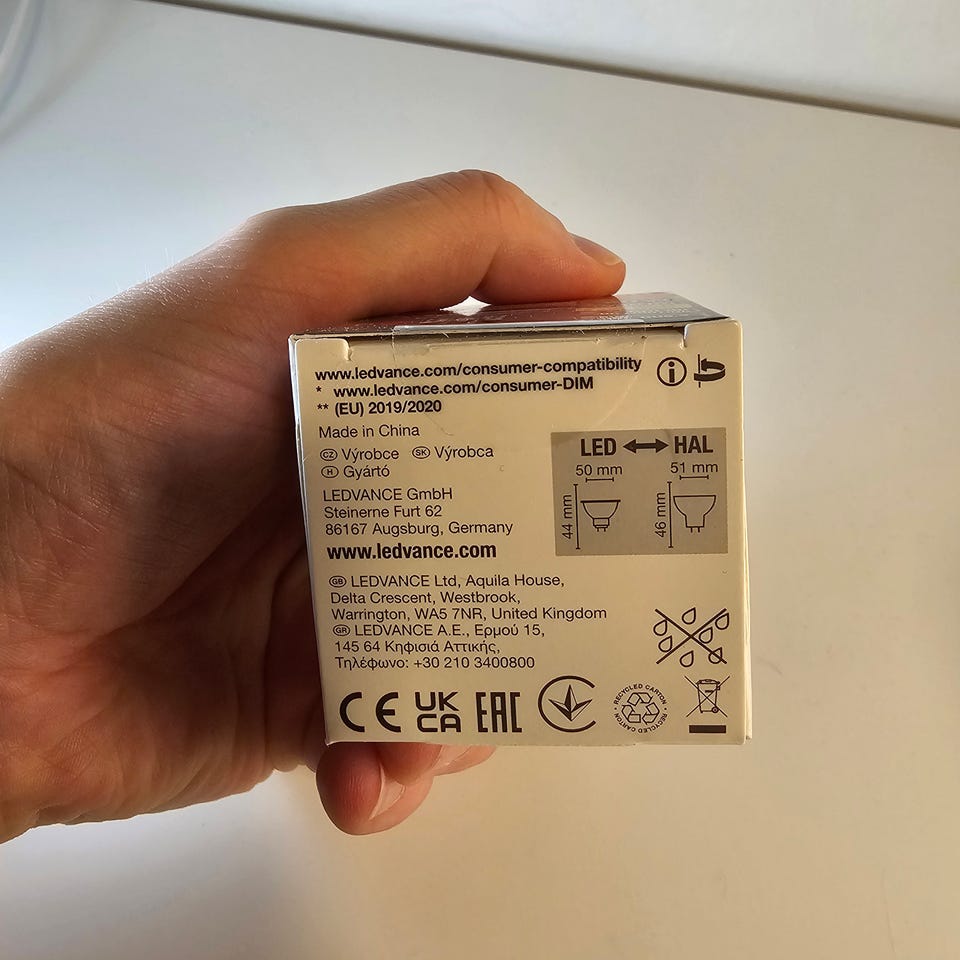 www.ledvance.com/consumer-compatibility
* www.ledvance.com/consumer-DIM
** (EU) 2019/2020
Made in China
CZ Výrobce SK Výrobca
H Gyártó
LEDVANCE GmbH
Steinerne Furt 62
86167 Augsburg, Germany
www.ledvance.com
LED HAL
50 mm 51 mm
44 mm 46 mm
GB LEDVANCE Ltd, Aquila House,
Delta Crescent, Westbrook,
Warrington, WA5 7NR, United Kingdom
GR LEDVANCE A.E., Ερμού 15,
145 64 Κηφισιά Αττικής,
Τηλέφωνο: +30 210 3400800
CE UK CA EAC
RECYCLED CARTON • RECYCLED CARTON •